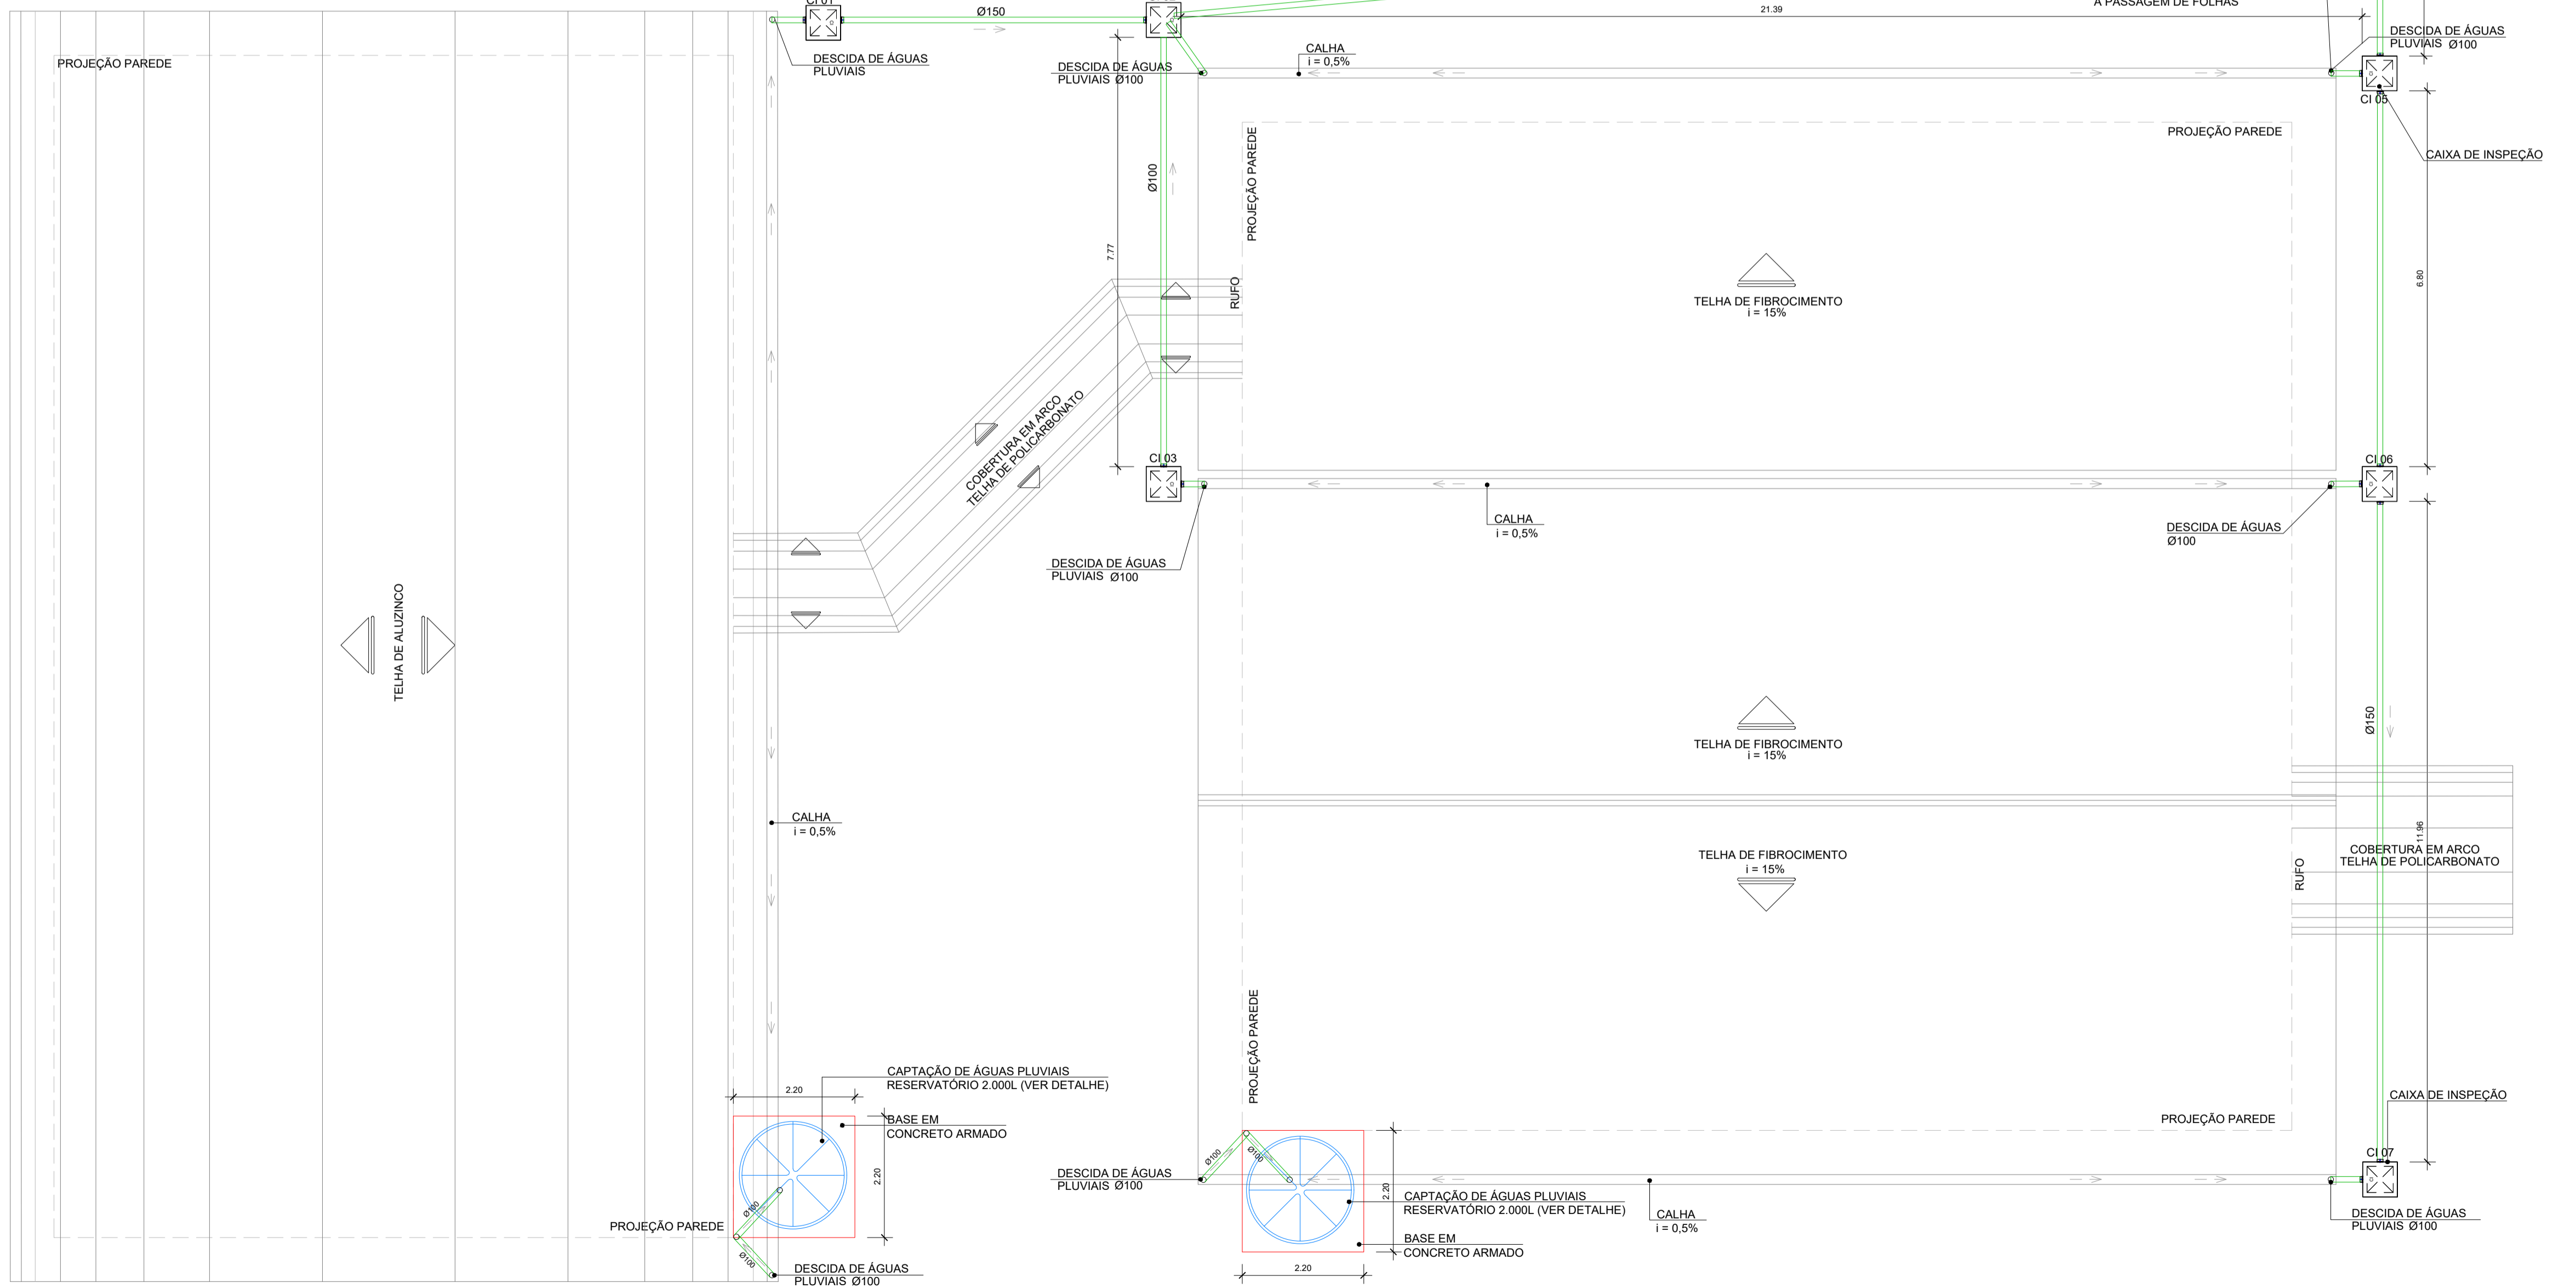 CI 01
Ø150
21.39
A PASSAGEM DE FOLHAS
DESCIDA DE ÁGUAS
PLUVIAIS Ø100
PROJEÇÃO PAREDE
DESCIDA DE ÁGUAS
PLUVIAIS
DESCIDA DE ÁGUAS
PLUVIAIS Ø100
CALHA
i = 0,5%
CI 05
PROJEÇÃO PAREDE
PROJEÇÃO PAREDE
CAIXA DE INSPEÇÃO
Ø100
7.77
RUFO
TELHA DE FIBROCIMENTO
i = 15%
6.80
COBERTURA EM ARCO
TELHA DE POLICARBONATO
CI 03
CI 06
CALHA
i = 0,5%
DESCIDA DE ÁGUAS
Ø100
DESCIDA DE ÁGUAS
PLUVIAIS Ø100
TELHA DE ALUZINCO
TELHA DE FIBROCIMENTO
i = 15%
Ø150
CALHA
i = 0,5%
11.96
TELHA DE FIBROCIMENTO
i = 15%
RUFO
COBERTURA EM ARCO
TELHA DE POLICARBONATO
PROJEÇÃO PAREDE
CAPTAÇÃO DE ÁGUAS PLUVIAIS
RESERVATÓRIO 2.000L (VER DETALHE)
2.20
BASE EM
CONCRETO ARMADO
2.20
CAIXA DE INSPEÇÃO
PROJEÇÃO PAREDE
CI 07
Ø100
Ø100
DESCIDA DE ÁGUAS
PLUVIAIS Ø100
2.20
CAPTAÇÃO DE ÁGUAS PLUVIAIS
RESERVATÓRIO 2.000L (VER DETALHE)
CALHA
i = 0,5%
DESCIDA DE ÁGUAS
PLUVIAIS Ø100
Ø100
PROJEÇÃO PAREDE
BASE EM
CONCRETO ARMADO
Ø100
DESCIDA DE ÁGUAS
PLUVIAIS Ø100
2.20